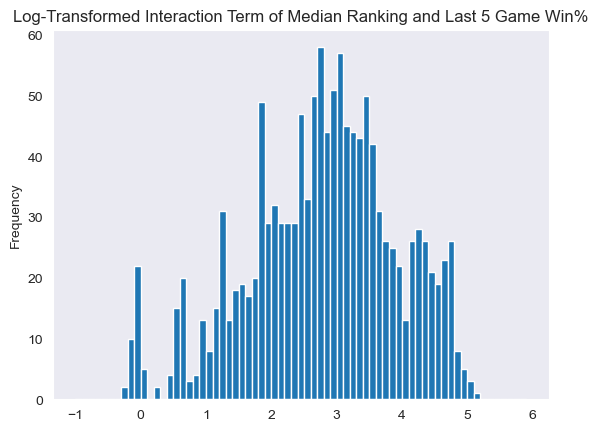 Log-Transformed Interaction Term of Median Ranking and Last 5 Game Win%
60
50
40
30
20
10
0
Frequency
−1 0 1 2 3 4 5 6